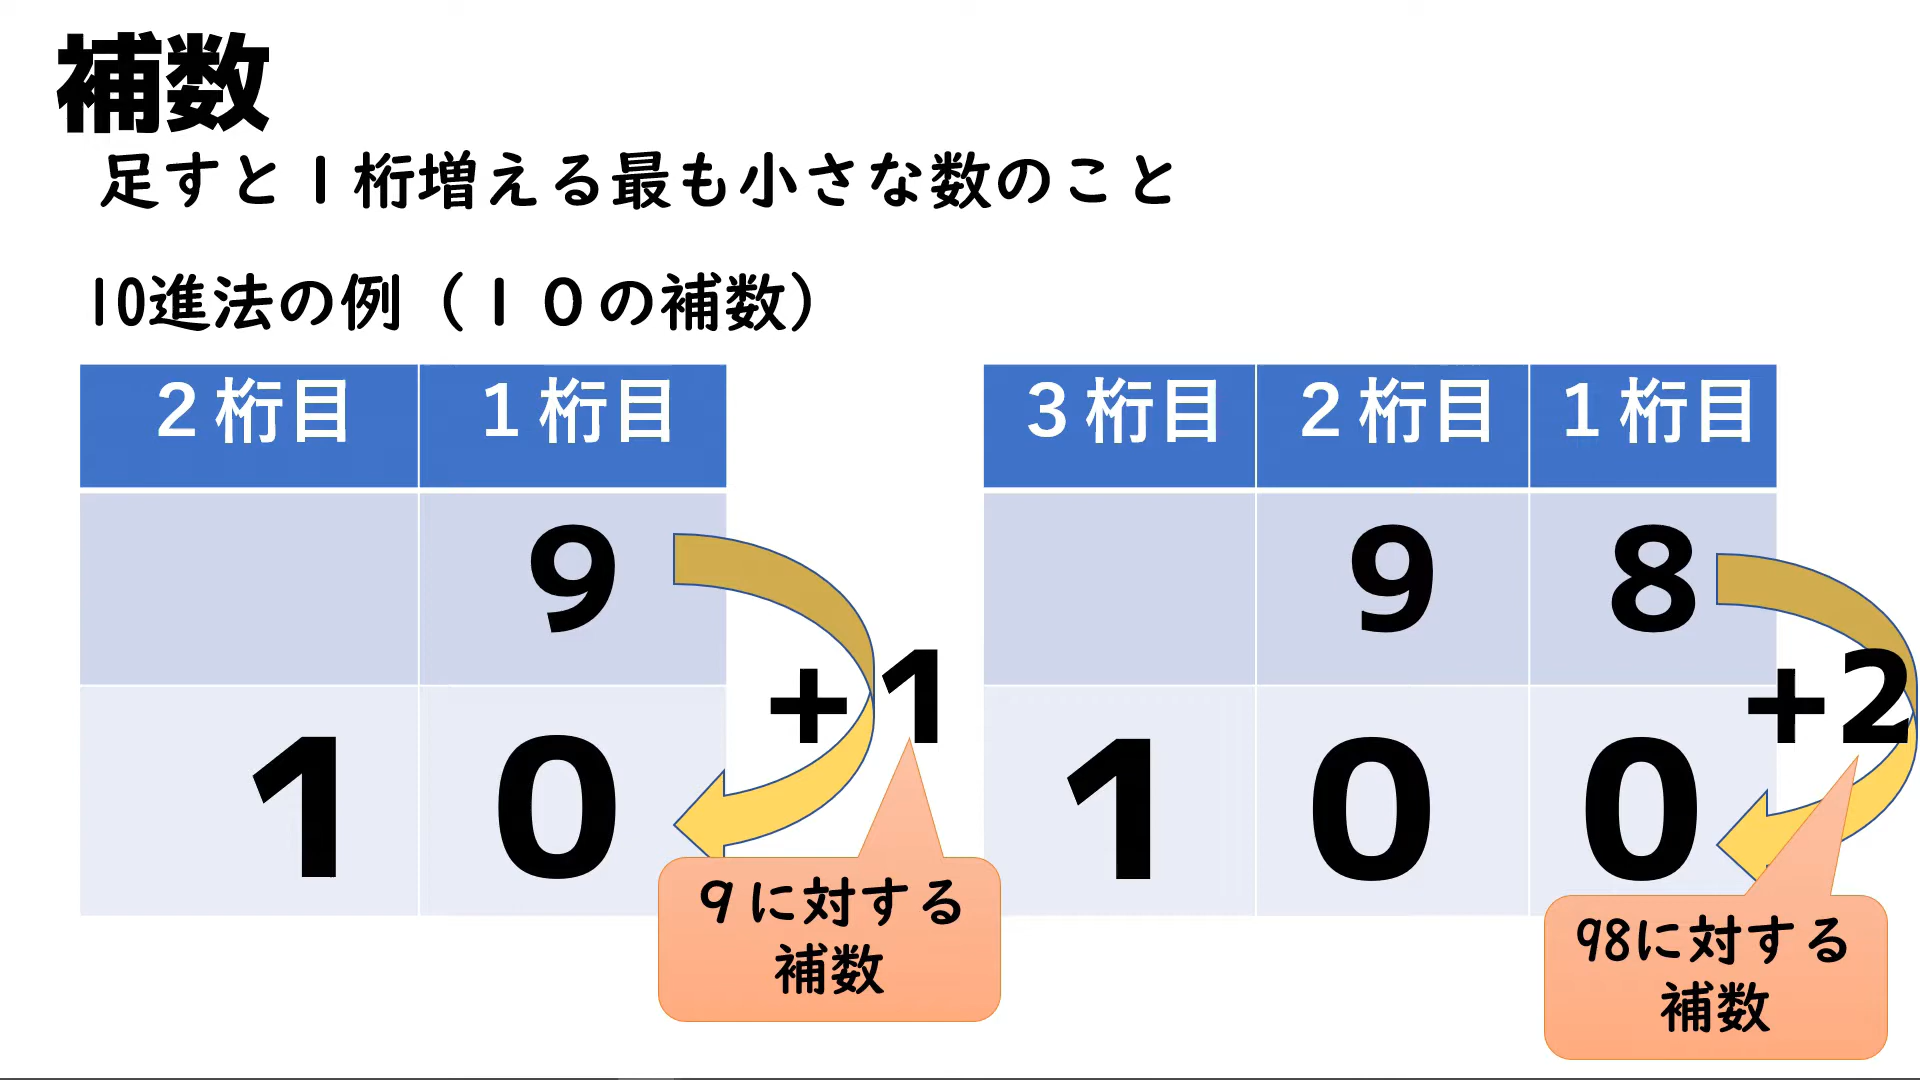 補数
足すと１桁増える最も小さな数のこと
10進法の例（１０の補数）
２桁目 １桁目
9
1 0
+1
９に対する
補数
３桁目 ２桁目 １桁目
9 8
1 0 0
+2
98に対する
補数